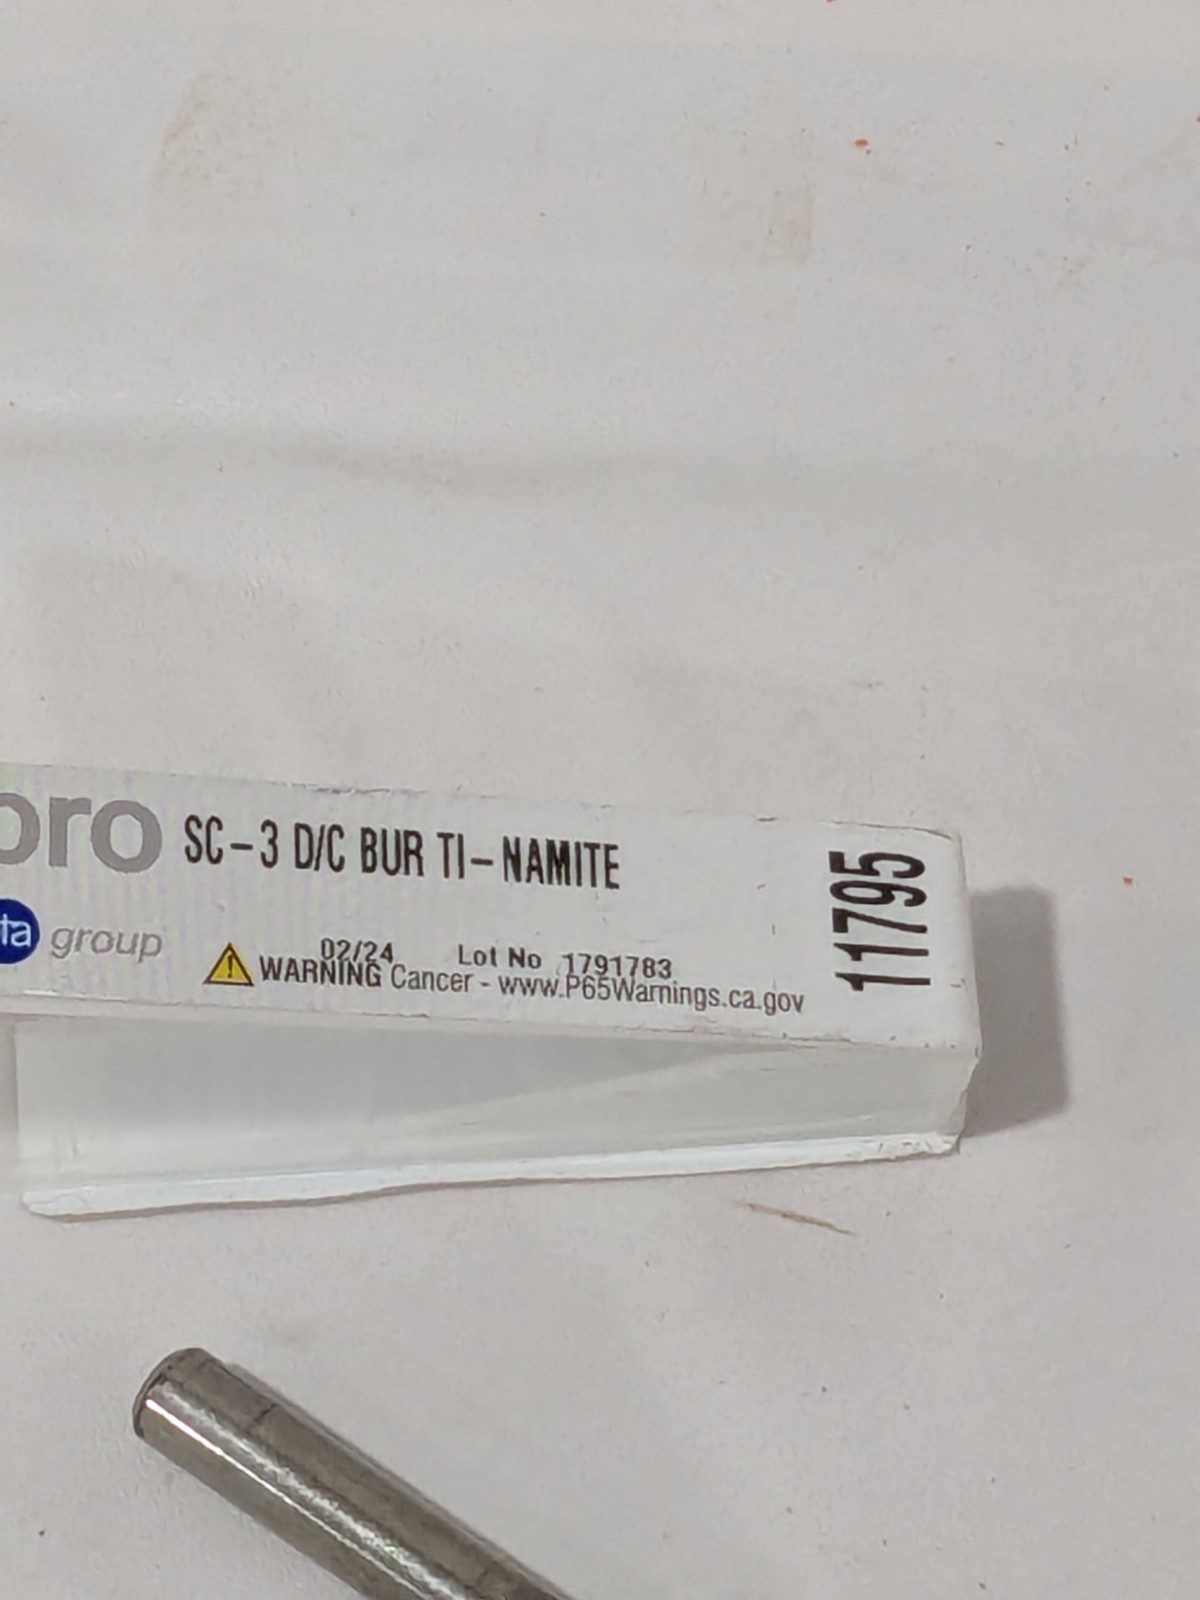 pro
SC-3 D/C BUR TI-NAMITE
ta group
02/24 Lot No 1791783
WARNING Cancer - www.P65Warnings.ca.gov
11795